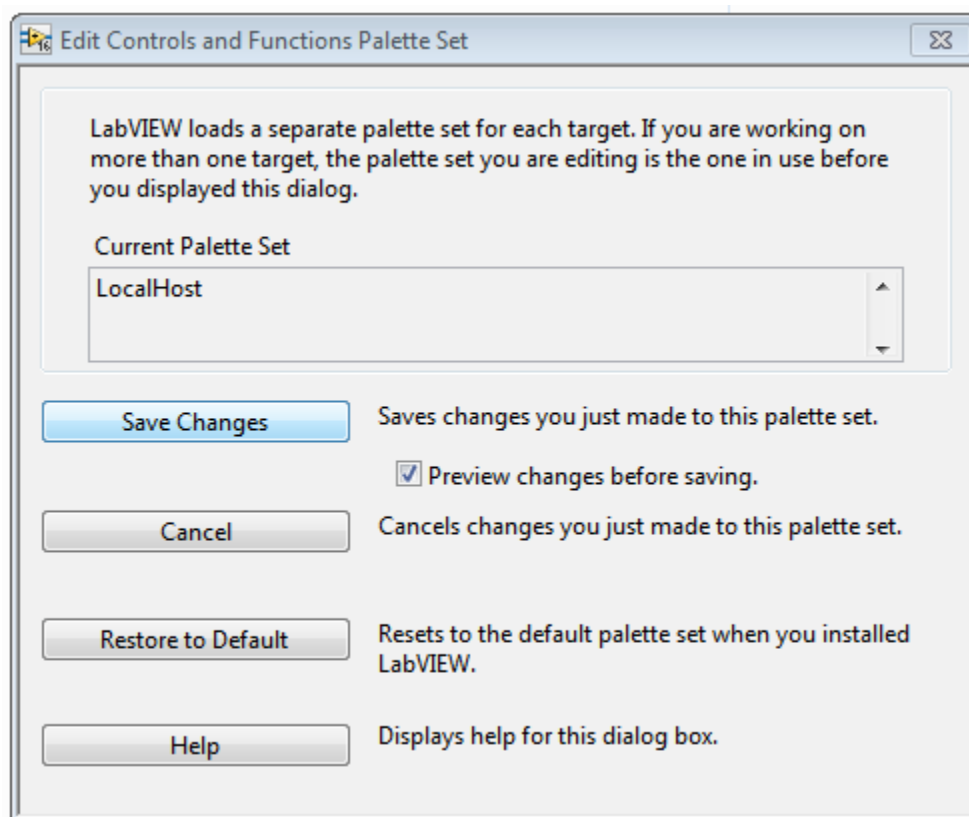 Edit Controls and Functions Palette Set
LabVIEW loads a separate palette set for each target. If you are working on
more than one target, the palette set you are editing is the one in use before
you displayed this dialog.
Current Palette Set
LocalHost
Save Changes
Saves changes you just made to this palette set.
Preview changes before saving.
Cancel
Cancels changes you just made to this palette set.
Restore to Default
Resets to the default palette set when you installed
LabVIEW.
Help
Displays help for this dialog box.